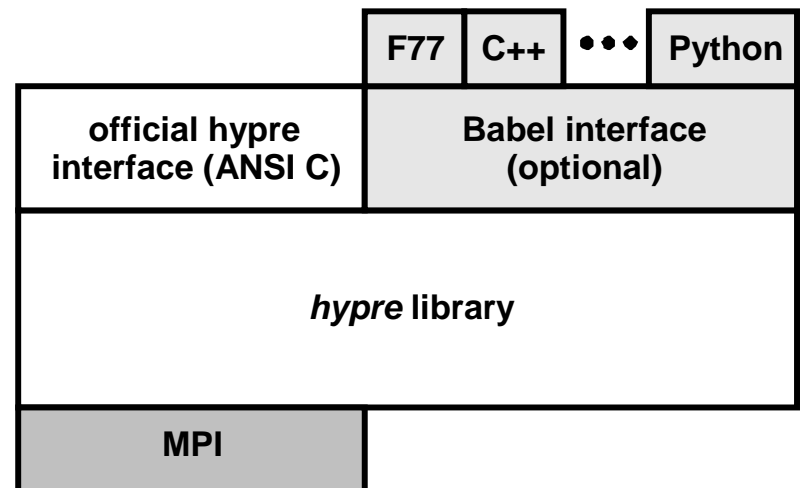 F77 C++ ••• Python
official hypre
interface (ANSI C)
Babel interface
(optional)
hypre library
MPI